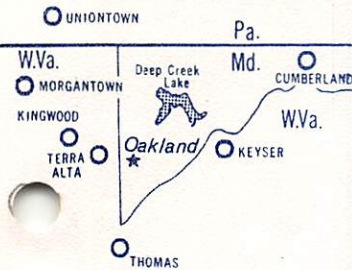 UNIONTOWN
Pa.
W.Va.
Md.
MORGANTOWN
Deep Creek
Lake
CUMBERLAND
KINGWOOD
W.Va.
Oakland
KEYSER
TERRA
ALTA
THOMAS